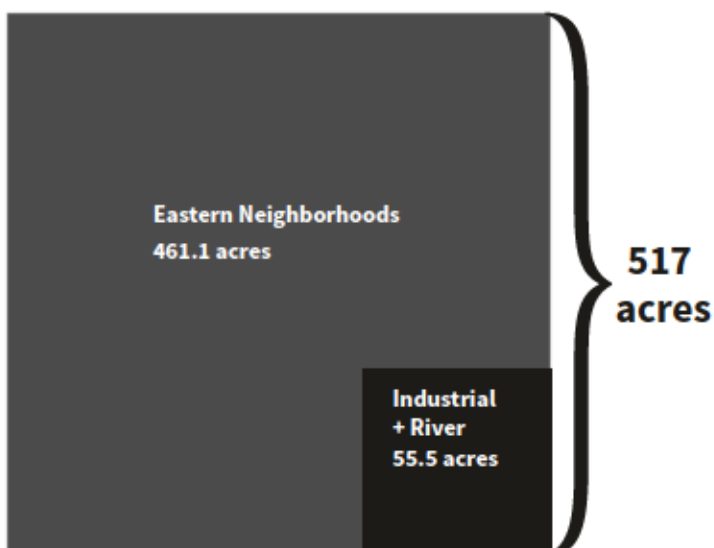 Eastern Neighborhoods
461.1 acres
Industrial
+ River
55.5 acres
517
acres